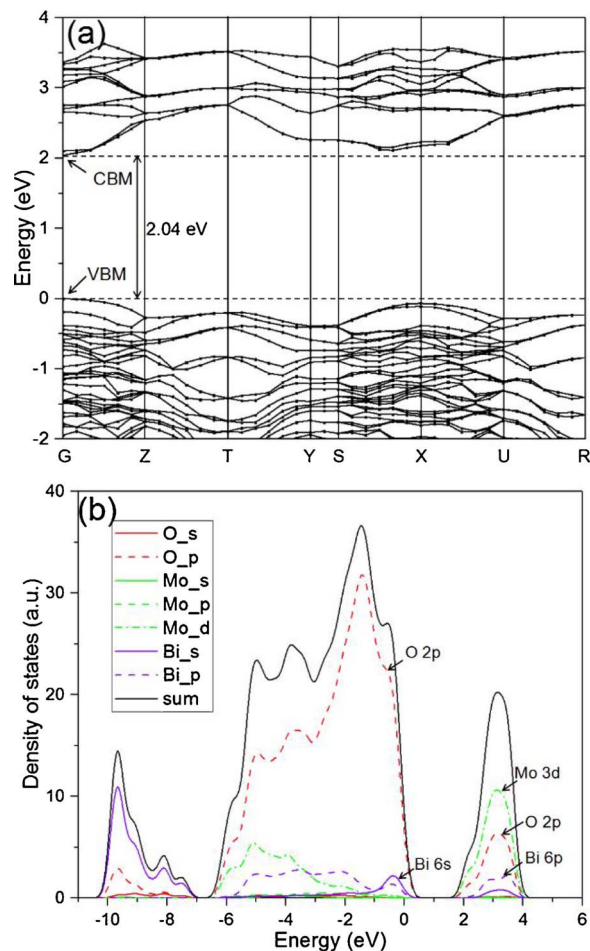 (a)
4
3
2
1
0
-1
-2
Energy (eV)
CBM
2.04 eV
VBM
G Z T Y S X U R
(b)
40
30
20
10
0
Density of states (a.u.)
O_s
O_p
Mo_s
Mo_p
Mo_d
Bi_s
Bi_p
sum
O 2p
Mo 3d
O 2p
Bi 6s
Bi 6p
-10 -8 -6 -4 -2 0 2 4 6
Energy (eV)